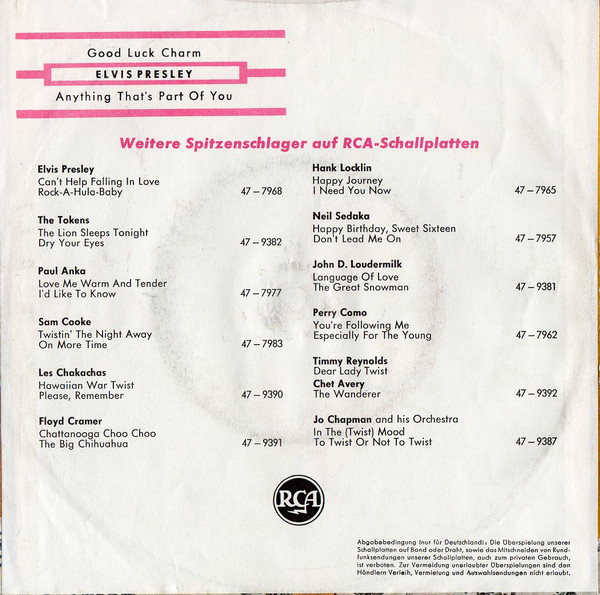 Good Luck Charm
ELVIS PRESLEY
Anything That's Part Of You
Weitere Spitzenschlager auf RCA-Schallplatten
Elvis Presley
Can't Help Falling In Love
Rock-A-Hula-Baby 47 – 7968
The Tokens
The Lion Sleeps Tonight
Dry Your Eyes 47 – 9382
Paul Anka
Love Me Warm And Tender
I'd Like To Know 47 – 7977
Sam Cooke
Twistin' The Night Away
On More Time 47 – 7983
Les Chakachas
Hawaiian War Twist
Please, Remember 47 – 9390
Floyd Cramer
Chattanooga Choo Choo
The Big Chihuahua 47 – 9391
Hank Locklin
Happy Journey
I Need You Now 47 – 7965
Neil Sedaka
Happy Birthday, Sweet Sixteen
Don't Lead Me On 47 – 7957
John D. Loudermilk
Language Of Love
The Great Snowman 47 – 9381
Perry Como
You're Following Me
Especially For The Young 47 – 7962
Timmy Reynolds
Dear Lady Twist
Chet Avery
The Wanderer 47 – 9392
Jo Chapman and his Orchestra
In The (Twist) Mood
To Twist Or Not To Twist 47 – 9387
RCA
Abgabebedingung (nur für Deutschland): Die Überspielung unserer
Schallplatten auf Band oder Draht, sowie das Mitschneiden von Rund-
funksendungen unserer Schallplatten, auch zum privaten Gebrauch,
ist verboten. Zur Vermeidung unerlaubter Überspielungen sind den
Händlern Verleih, Vermietung und Auswahlsendungen nicht erlaubt.